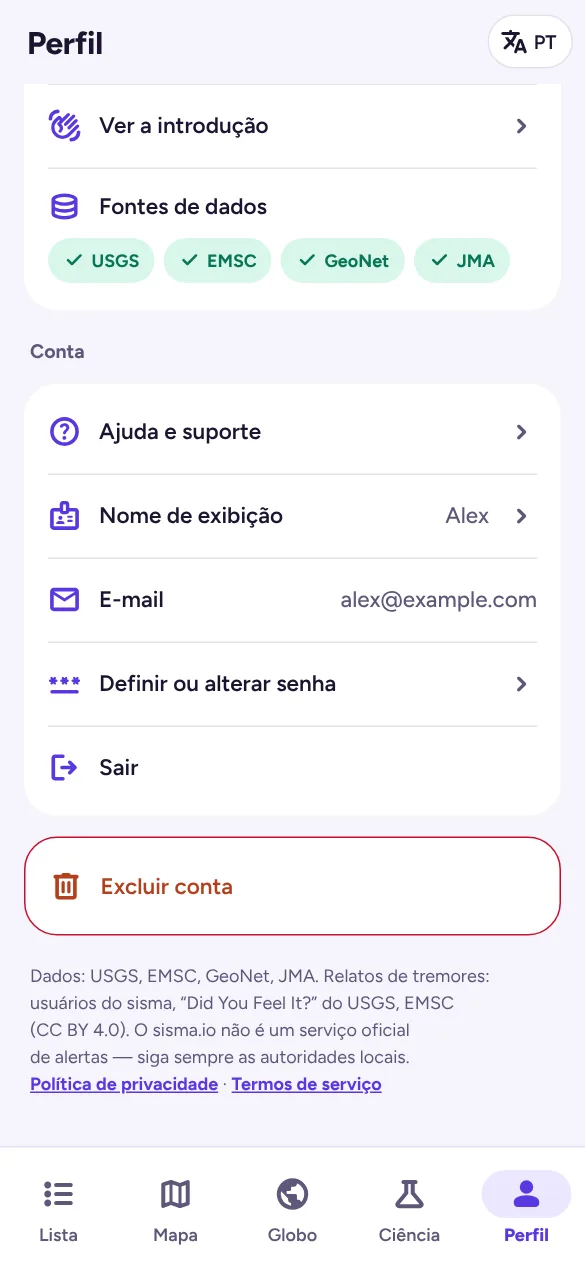 Perfil
PT
Ver a introdução
Fontes de dados
USGS
EMSC
GeoNet
JMA
Conta
Ajuda e suporte
Nome de exibição
Alex
E-mail
alex@example.com
Definir ou alterar senha
Sair
Excluir conta
Dados: USGS, EMSC, GeoNet, JMA. Relatos de tremores:
usuários do sisma, “Did You Feel It?” do USGS, EMSC
(CC BY 4.0). O sisma.io não é um serviço oficial
de alertas — siga sempre as autoridades locais.
Política de privacidade · Termos de serviço
Lista
Mapa
Globo
Ciência
Perfil